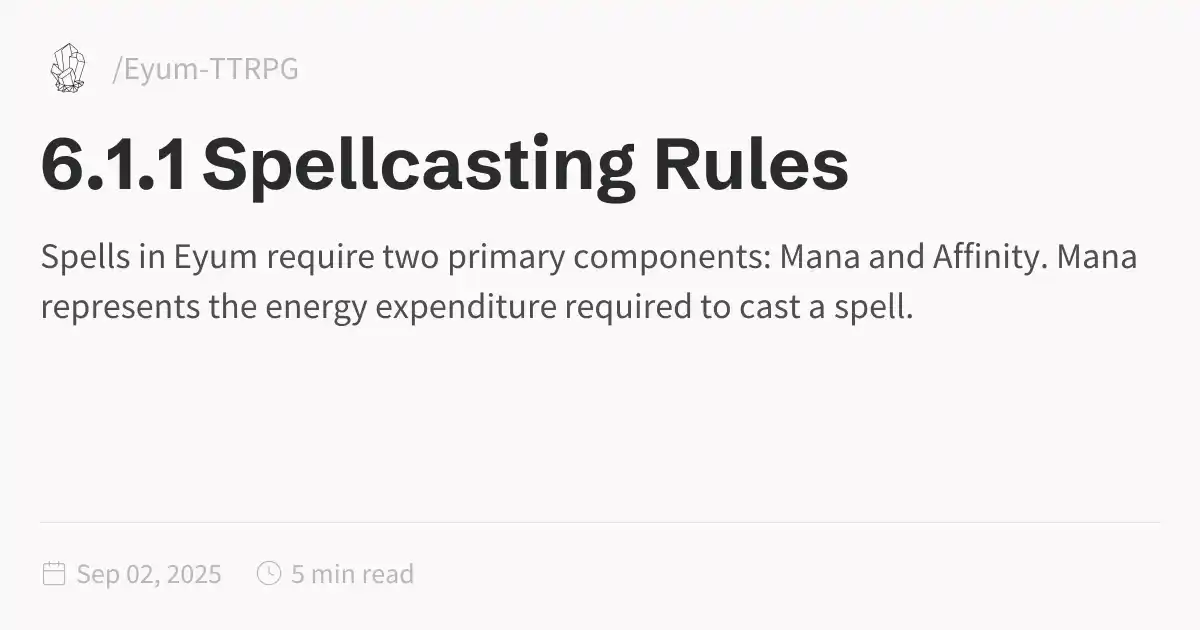 /Eyum-TTRPG
6.1.1 Spellcasting Rules
Spells in Eyum require two primary components: Mana and Affinity. Mana
represents the energy expenditure required to cast a spell.
Sep 02, 2025 5 min read